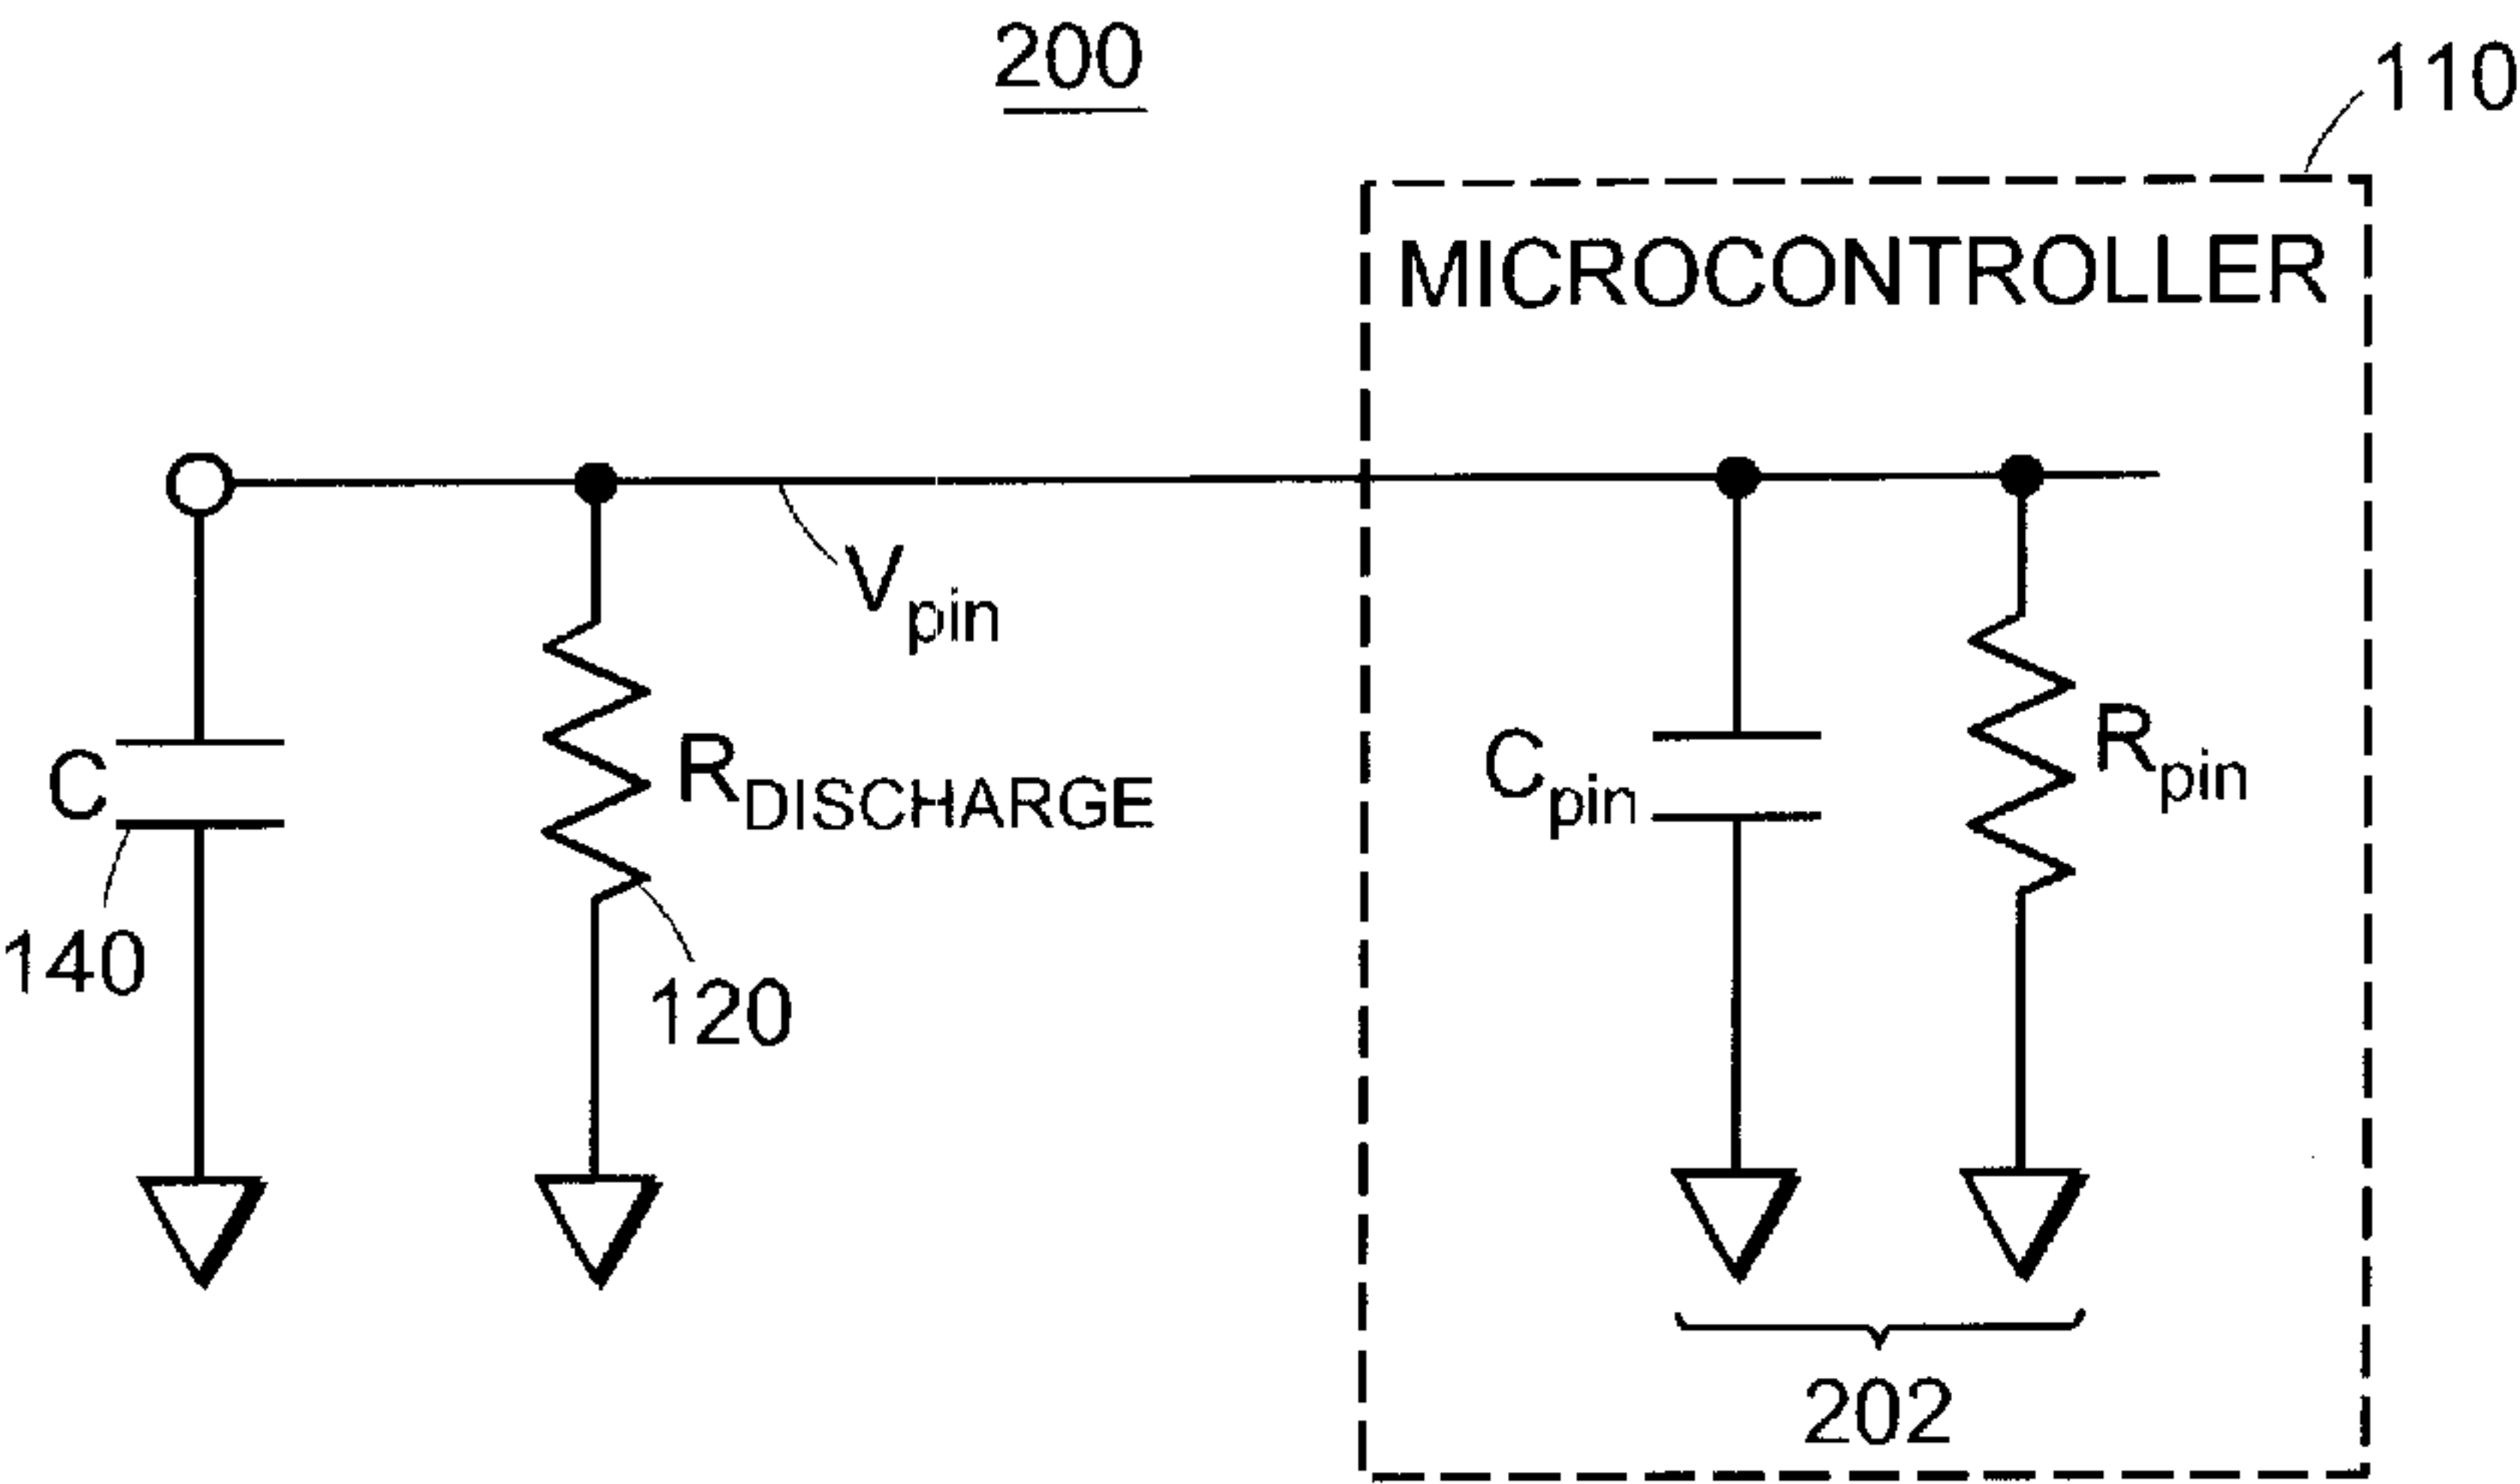 200
110
MICROCONTROLLER
Vpin
C
RDISCHARGE
Cpin
Rpin
140
120
202